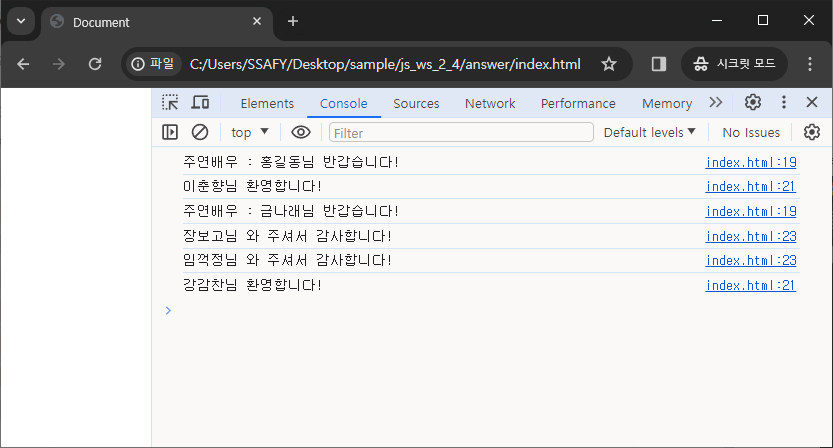 Document
파일 C:/Users/SSAFY/Desktop/sample/js_ws_2_4/answer/index.html 시크릿 모드
Elements Console Sources Network Performance Memory
top Filter Default levels No Issues
주연배우 : 홍길동님 반갑습니다! index.html:19
이춘향님 환영합니다! index.html:21
주연배우 : 금나래님 반갑습니다! index.html:19
장보고님 와 주셔서 감사합니다! index.html:23
임꺽정님 와 주셔서 감사합니다! index.html:23
강감찬님 환영합니다! index.html:21